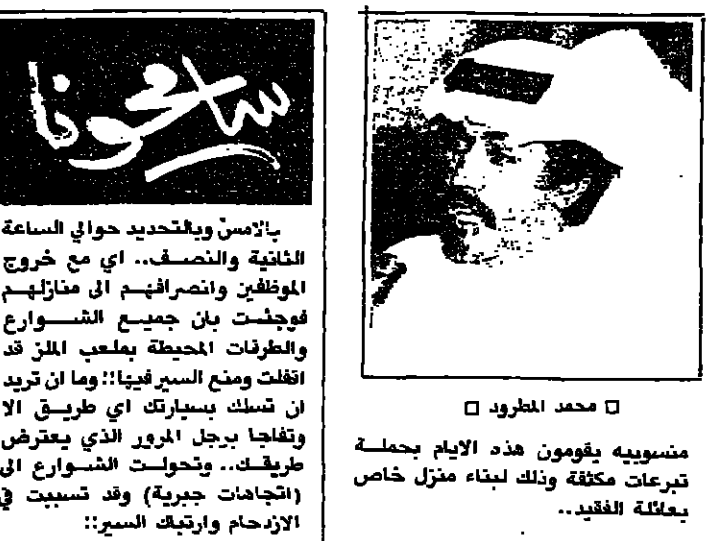 □ محمد المطرود □
منسوبيه يقومون هذه الايام بحملة
تبرعات مكثفة وذلك لبناء منزل خاص
بعائلة الفقيد..
سامحونا
بالامس وبالتحديد حوالي الساعة
الثانية والنصف.. اي مع خروج
الموظفين وانصرافهم الى منازلهم
فوجئت بان جميع الشوارع
والطرقات المحيطة بملعب الملز قد
اقفلت ومنع السير فيها!! وما ان تريد
ان تسلك بسيارتك اي طريق الا
وتفاجا برجل المرور الذي يعترض
طريقك.. وتحولت الشوارع الى
(اتجاهات جبرية) وقد تسببت في
الازدحام وارتباك السير!!